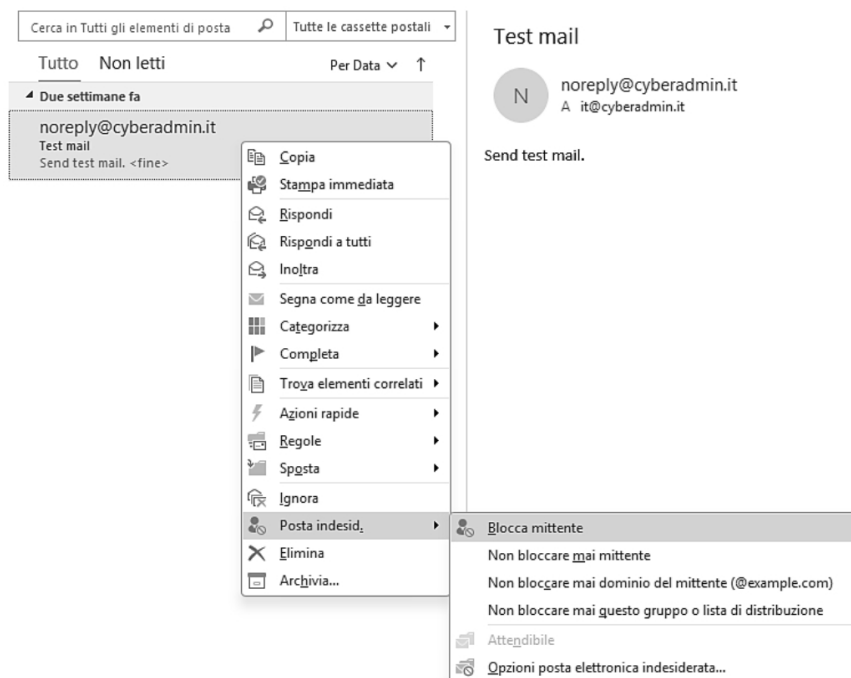 Cerca in Tutti gli elementi di posta
Tutte le cassette postali
Tutto Non letti
Per Data
Due settimane fa
noreply@cyberadmin.it
Test mail
Send test mail. <fine>
Test mail
N
noreply@cyberadmin.it
A it@cyberadmin.it
Send test mail.
Copia
Stampa immediata
Rispondi
Rispondi a tutti
Inoltra
Segna come da leggere
Categorizza
Completa
Trova elementi correlati
Azioni rapide
Regole
Sposta
Ignora
Posta indesid.
Elimina
Archivia...
Blocca mittente
Non bloccare mai mittente
Non bloccare mai dominio del mittente (@example.com)
Non bloccare mai questo gruppo o lista di distribuzione
Attendibile
Opzioni posta elettronica indesiderata...